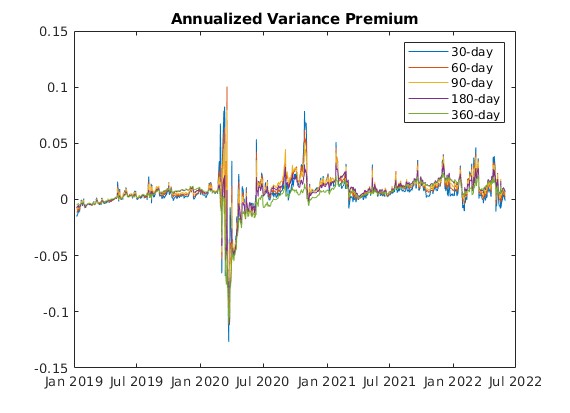 Annualized Variance Premium
0.15
0.1
0.05
0
-0.05
-0.1
-0.15
30-day
60-day
90-day
180-day
360-day
Jan 2019 Jul 2019 Jan 2020 Jul 2020 Jan 2021 Jul 2021 Jan 2022 Jul 2022